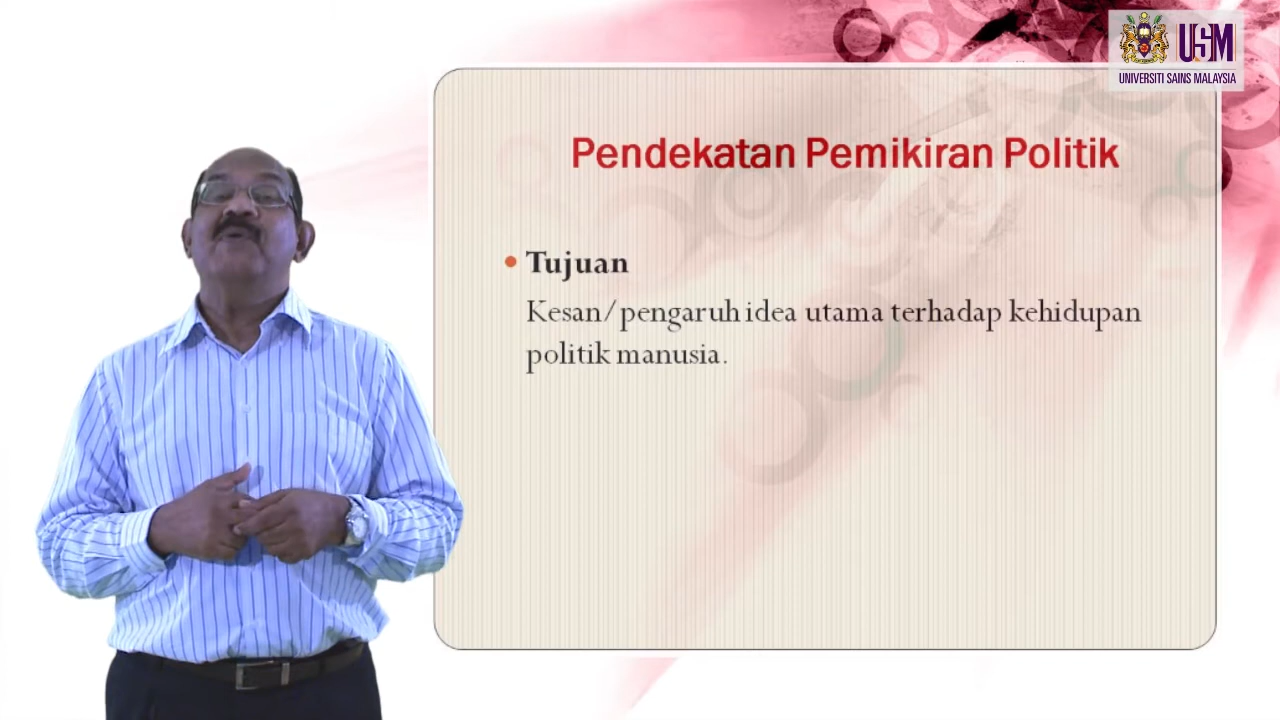 USM
UNIVERSITI SAINS MALAYSIA
Pendekatan Pemikiran Politik
• Tujuan
Kesan/pengaruh idea utama terhadap kehidupan
politik manusia.